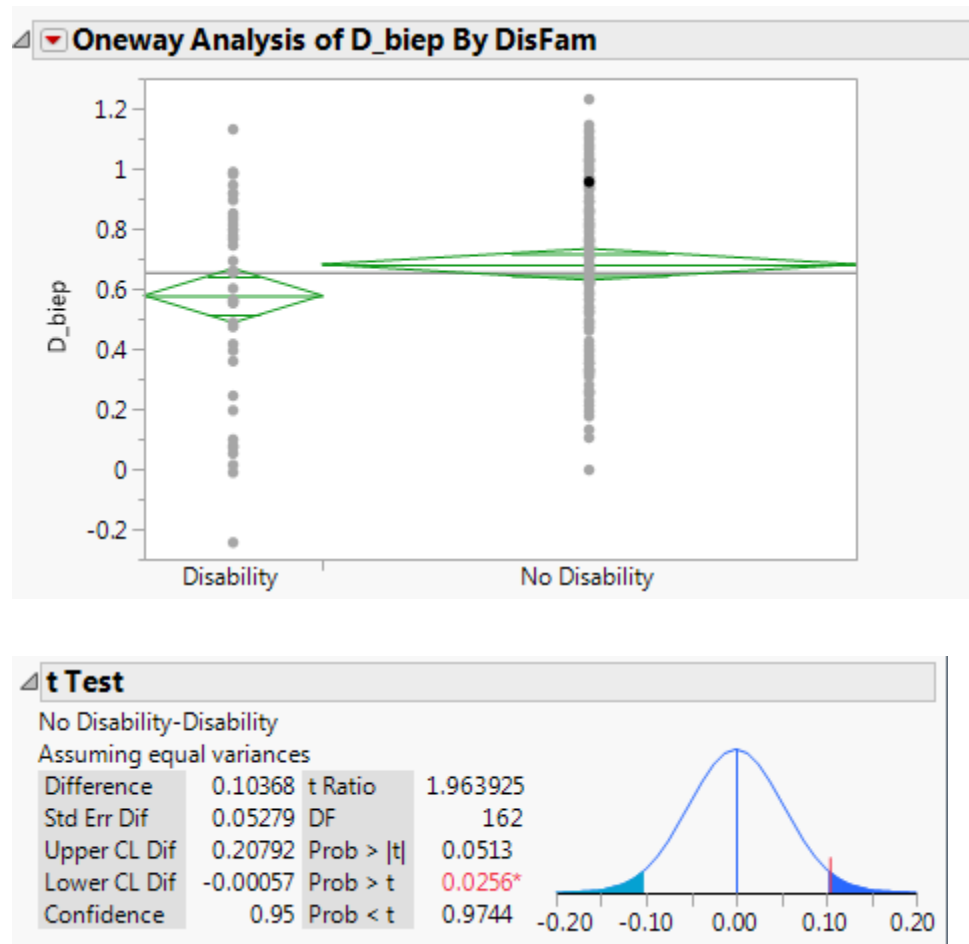 Oneway Analysis of D_biep By DisFam
1.2
1
0.8
0.6
0.4
0.2
0
-0.2
D_biep
Disability No Disability
t Test
No Disability-Disability
Assuming equal variances
Difference 0.10368 t Ratio 1.963925
Std Err Dif 0.05279 DF 162
Upper CL Dif 0.20792 Prob > |t| 0.0513
Lower CL Dif -0.00057 Prob > t 0.0256*
Confidence 0.95 Prob < t 0.9744
-0.20 -0.10 0.00 0.10 0.20